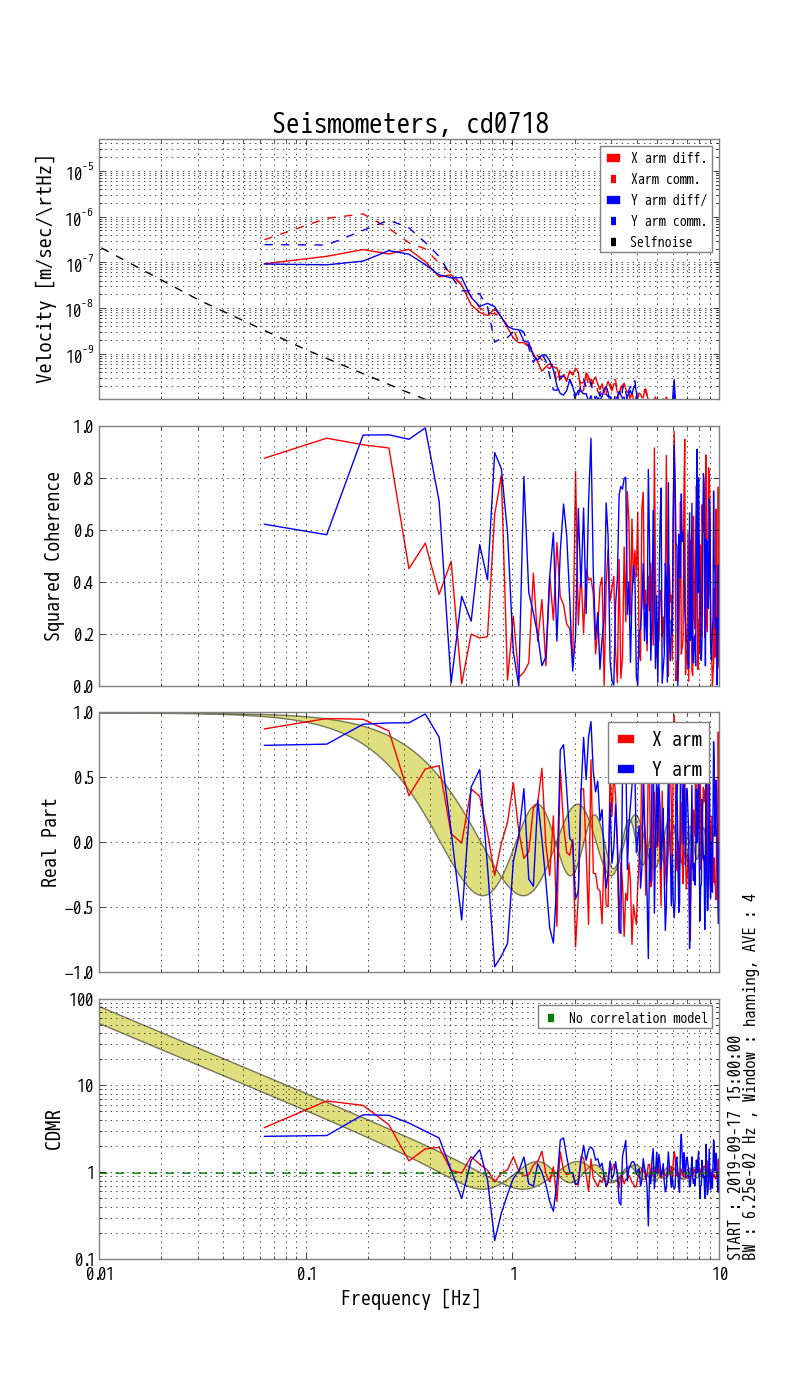 Seismometers, cd0718
Velocity [m/sec/\rtHz]
10^-5
10^-6
10^-7
10^-8
10^-9
X arm diff.
Xarm comm.
Y arm diff/
Y arm comm.
Selfnoise
Squared Coherence
1.0
0.8
0.6
0.4
0.2
0.0
Real Part
1.0
0.5
0.0
−0.5
−1.0
X arm
Y arm
CDMR
100
10
1
0.1
No correlation model
0.01
0.1
1
10
Frequency [Hz]
START : 2019-09-17 15:00:00
BW : 6.25e-02 Hz , Window : hanning, AVE : 4